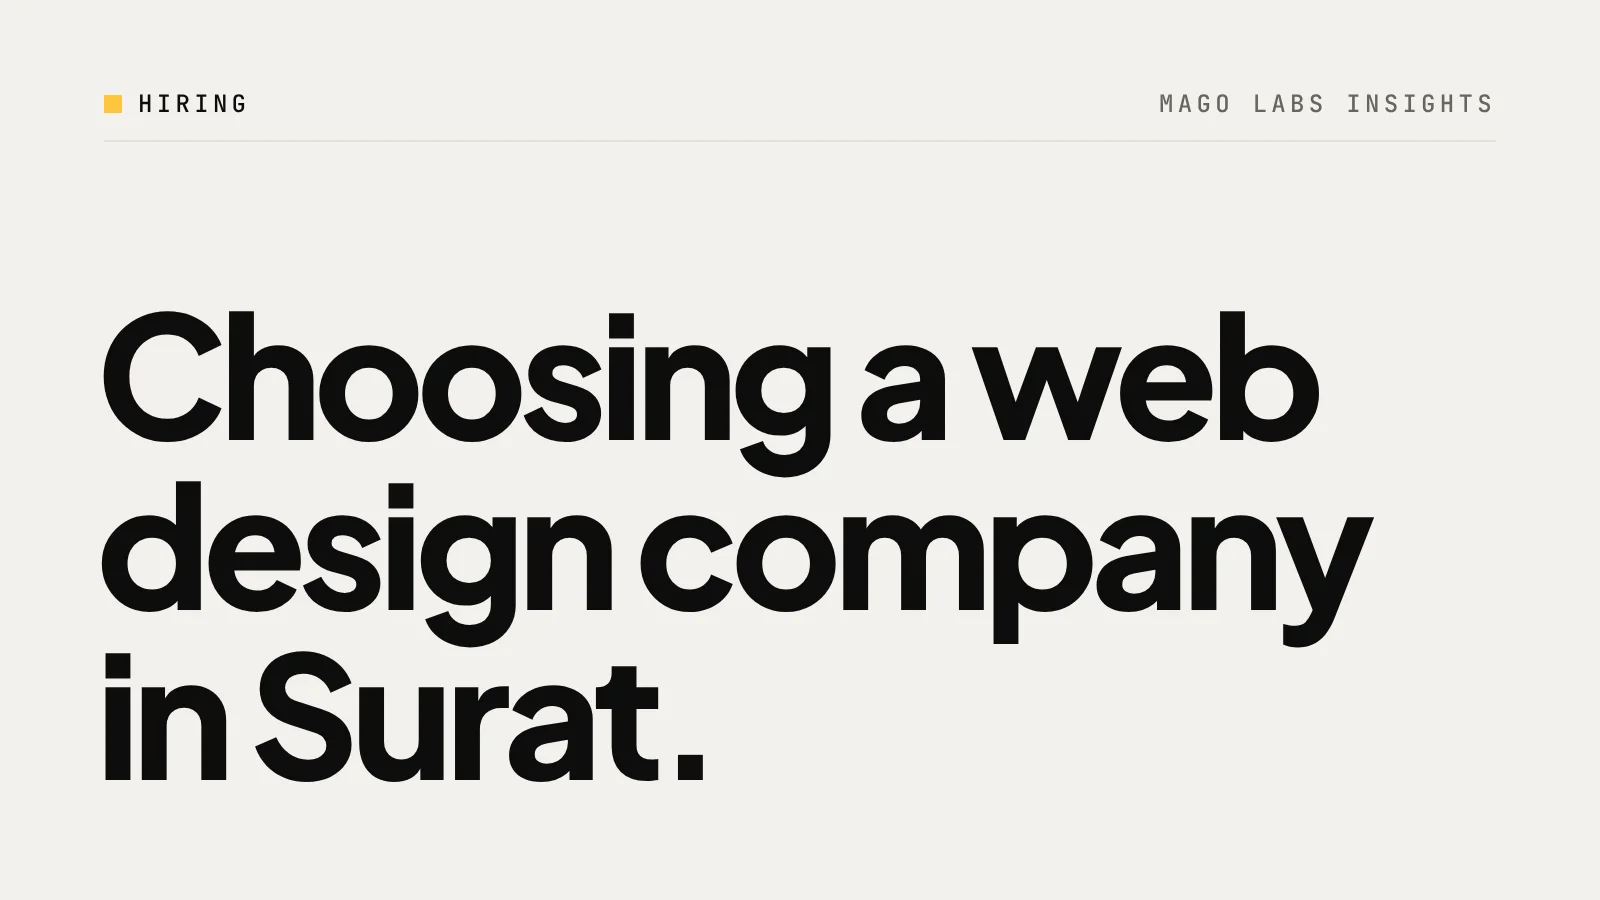 HIRING
MAGO LABS INSIGHTS
Choosing a web
design company
in Surat.